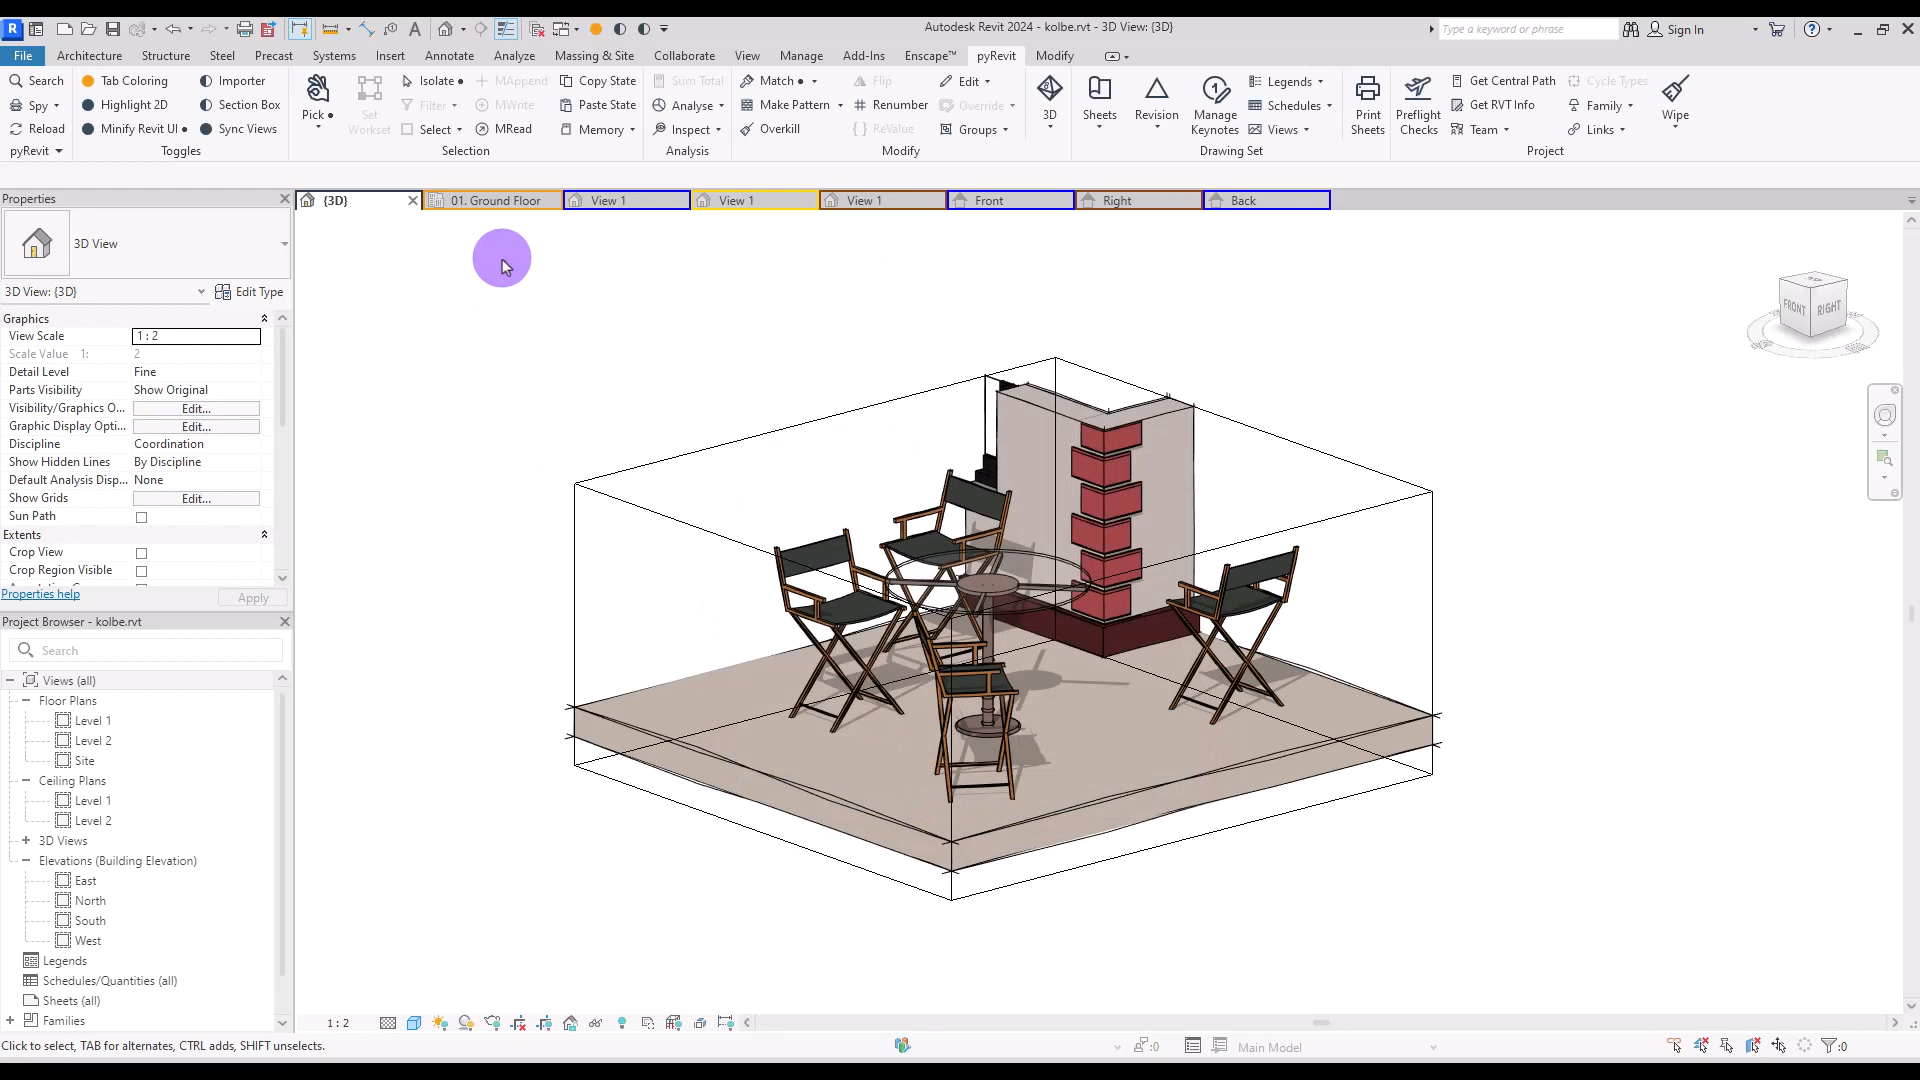 Autodesk Revit 2024 - kolbe.rvt - 3D View: {3D}
Type a keyword or phrase
Sign In
File
Architecture
Structure
Steel
Precast
Systems
Insert
Annotate
Analyze
Massing & Site
Collaborate
View
Manage
Add-Ins
Enscape™
pyRevit
Modify
Search
Spy
Reload
pyRevit
Tab Coloring
Highlight 2D
Minify Revit UI
Importer
Section Box
Sync Views
Toggles
Pick
Set Workset
Isolate
Filter
Select
MAppend
MWrite
MRead
Copy State
Paste State
Memory
Selection
Sum Total
Analyse
Inspect
Analysis
Match
Make Pattern
Overkill
Flip
Renumber
ReValue
Edit
Override
Groups
Modify
3D
Sheets
Revision
Manage Keynotes
Legends
Schedules
Views
Drawing Set
Print Sheets
Preflight Checks
Get Central Path
Get RVT Info
Team
Cycle Types
Family
Links
Project
Wipe
Properties
{3D}
01. Ground Floor
View 1
View 1
View 1
Front
Right
Back
3D View
3D View: {3D}
Edit Type
Graphics
View Scale 1 : 2
Scale Value 1: 2
Detail Level Fine
Parts Visibility Show Original
Visibility/Graphics O... Edit...
Graphic Display Opti... Edit...
Discipline Coordination
Show Hidden Lines By Discipline
Default Analysis Disp... None
Show Grids Edit...
Sun Path
Extents
Crop View
Crop Region Visible
Properties help
Apply
Project Browser - kolbe.rvt
Search
Views (all)
Floor Plans
Level 1
Level 2
Site
Ceiling Plans
Level 1
Level 2
3D Views
Elevations (Building Elevation)
East
North
South
West
Legends
Schedules/Quantities (all)
Sheets (all)
Families
FRONT
RIGHT
1 : 2
Click to select, TAB for alternates, CTRL adds, SHIFT unselects.
:0
Main Model
:0